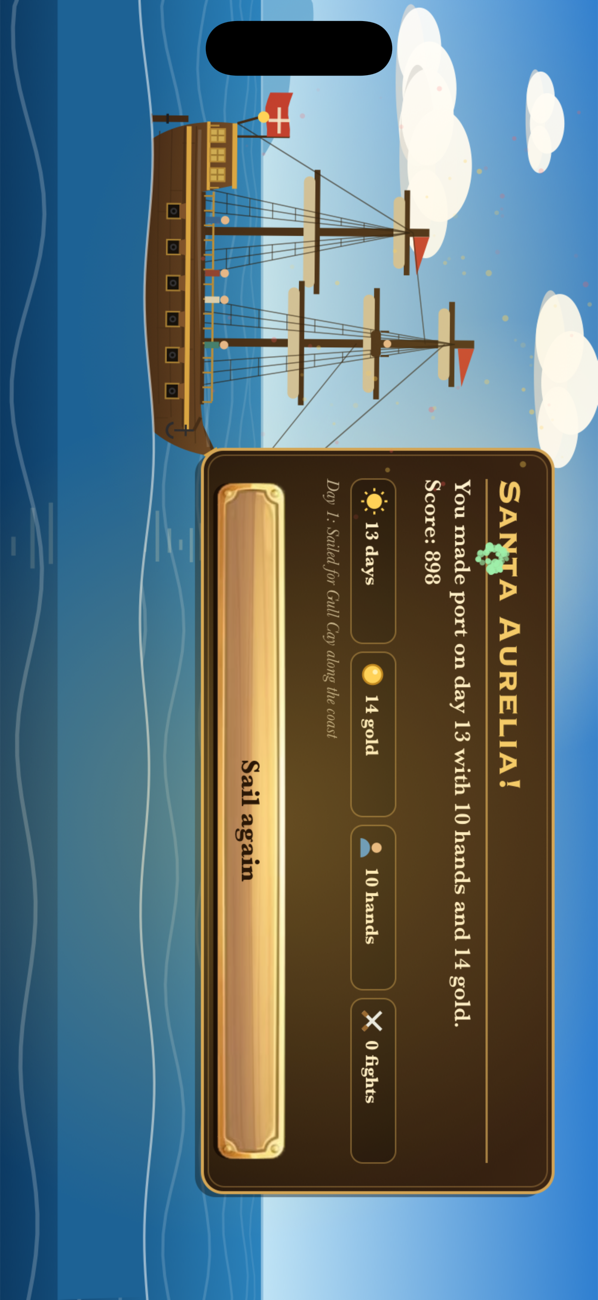 SANTA AURELIA!
You made port on day 13 with 10 hands and 14 gold.
Score: 898
13 days
14 gold
10 hands
0 fights
Day 1: Sailed for Gull Cay along the coast
Sail again